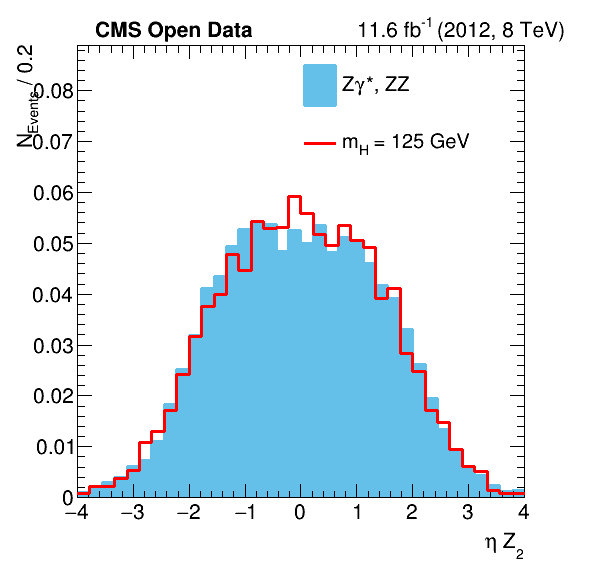 CMS Open Data 11.6 fb⁻¹ (2012, 8 TeV)
N_Events / 0.2
Zγ*, ZZ
m_H = 125 GeV
0.08
0.07
0.06
0.05
0.04
0.03
0.02
0.01
0
−4 −3 −2 −1 0 1 2 3 4
η Z₂